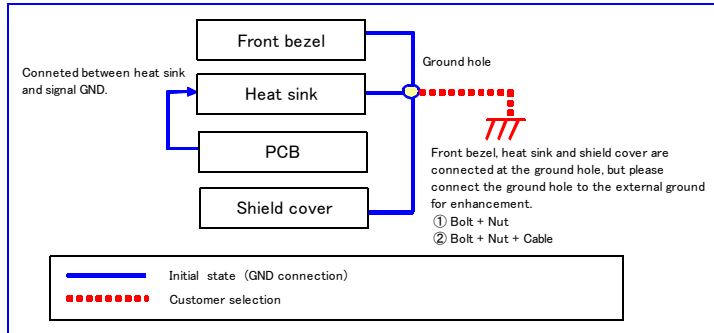 Front bezel
Ground hole
Conneted between heat sink
and signal GND.
Heat sink
PCB
Front bezel, heat sink and shield cover are
connected at the ground hole, but please
connect the ground hole to the external ground
for enhancement.
① Bolt + Nut
② Bolt + Nut + Cable
Shield cover
Initial state (GND connection)
Customer selection